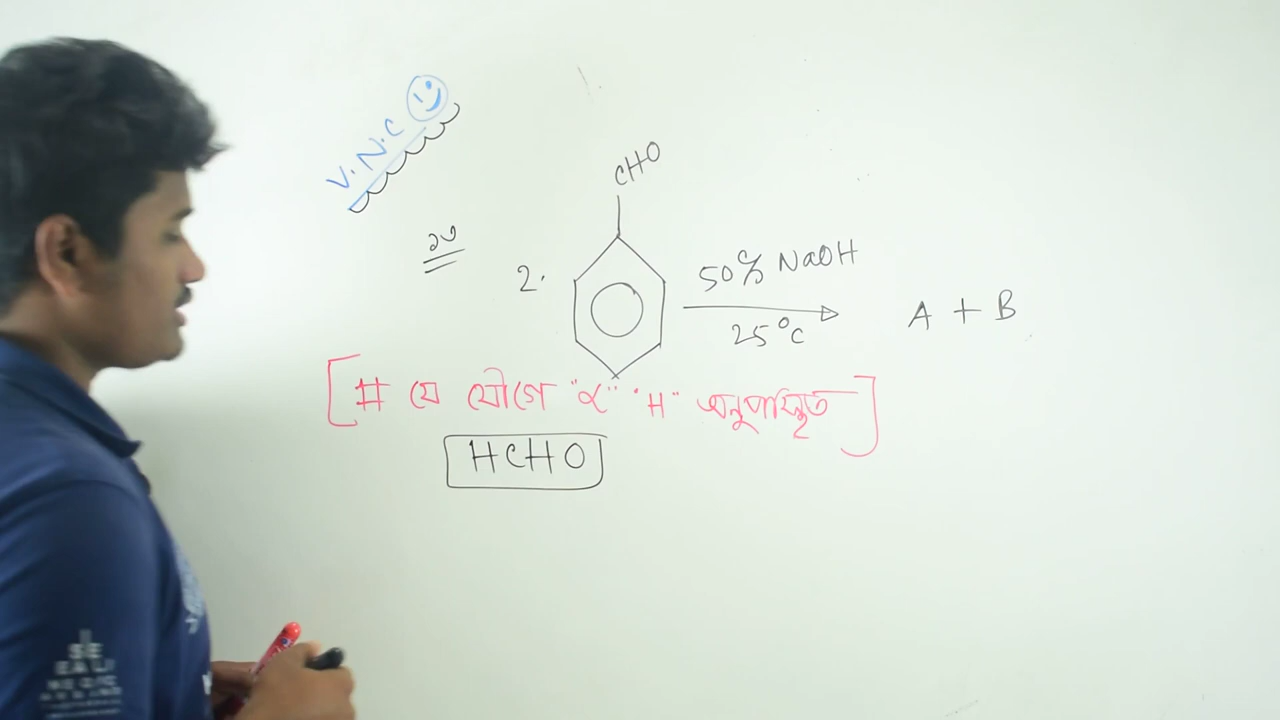 V.N.C
CHO
2.
50% NaOH
25°C
A + B
[# যে যৌগে "α" "H" অনুপস্থিত]
HCHO